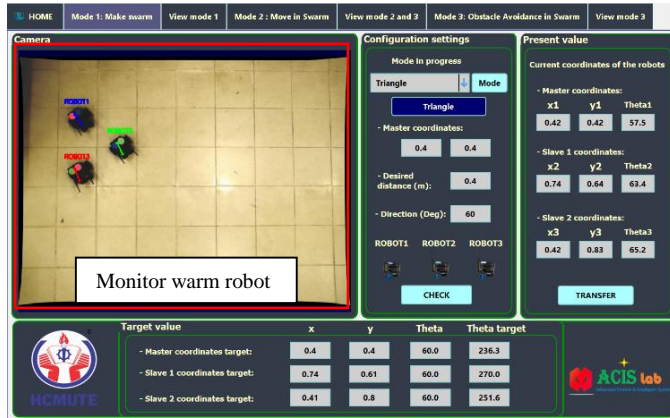 HOME Mode 1: Make swarm View mode 1 Mode 2 : Move in Swarm View mode 2 and 3 Mode 3: Obstacle Avoidance in Swarm View mode 3
Camera
ROBOT1
ROBOT3
Monitor warm robot
Configuration settings
Mode in progress
Triangle Mode
Triangle
- Master coordinates:
0.4 0.4
- Desired
distance (m): 0.4
- Direction (Deg): 60
ROBOT1 ROBOT2 ROBOT3
CHECK
Present value
Current coordinates of the robots
- Master coordinates:
x1 y1 Theta1
0.42 0.42 57.5
- Slave 1 coordinates:
x2 y2 Theta2
0.74 0.64 63.4
- Slave 2 coordinates:
x3 y3 Theta3
0.42 0.83 65.2
TRANSFER
HCMUTE
Target value x y Theta Theta target
- Master coordinates target: 0.4 0.4 60.0 236.3
- Slave 1 coordinates target: 0.74 0.61 60.0 270.0
- Slave 2 coordinates target: 0.41 0.8 60.0 251.6
ACIS Lab